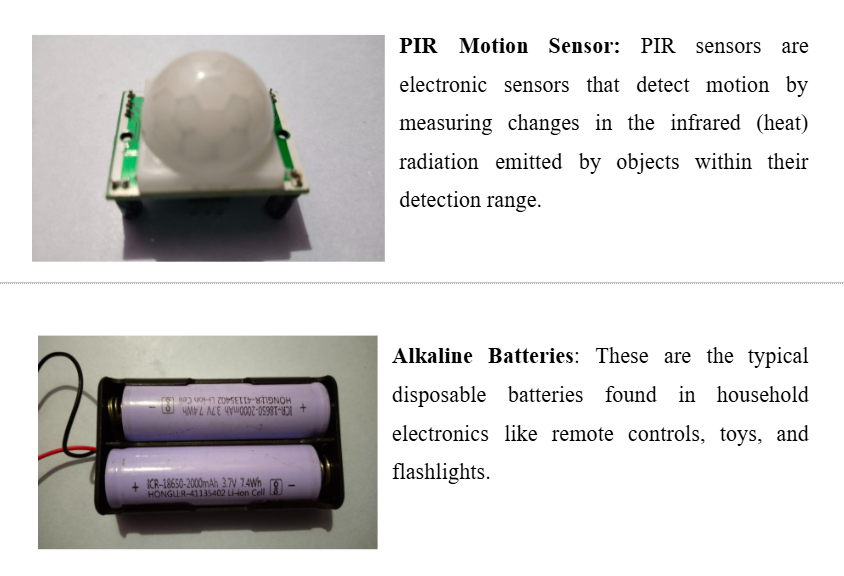 PIR Motion Sensor: PIR sensors are
electronic sensors that detect motion by
measuring changes in the infrared (heat)
radiation emitted by objects within their
detection range.
Alkaline Batteries: These are the typical
disposable batteries found in household
electronics like remote controls, toys, and
flashlights.
ICR-18650-2000mAh 3.7V 7.4Wh
HONGLI:R-41135402 Li-ion Cell
+ ICR-18650-2000mAh 3.7V 7.4Wh -
HONGLI:R-41135402 Li-ion Cell